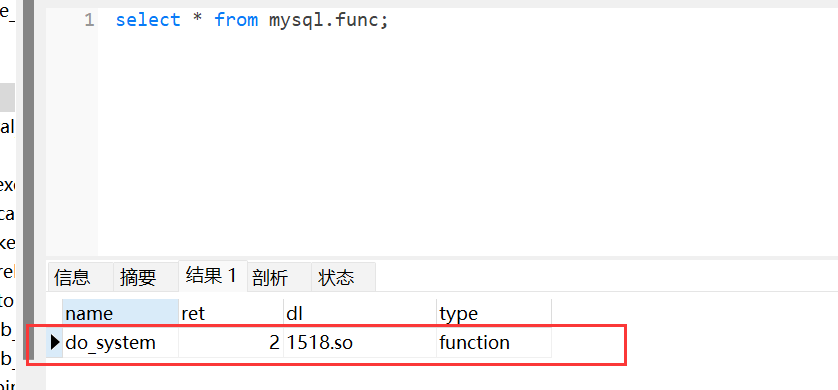 e_
1 select * from mysql.func;
al
exe
ca
ke
rel
to
b_
b_
信息 摘要 结果 1 剖析 状态
name ret dl type
do_system 2 1518.so function